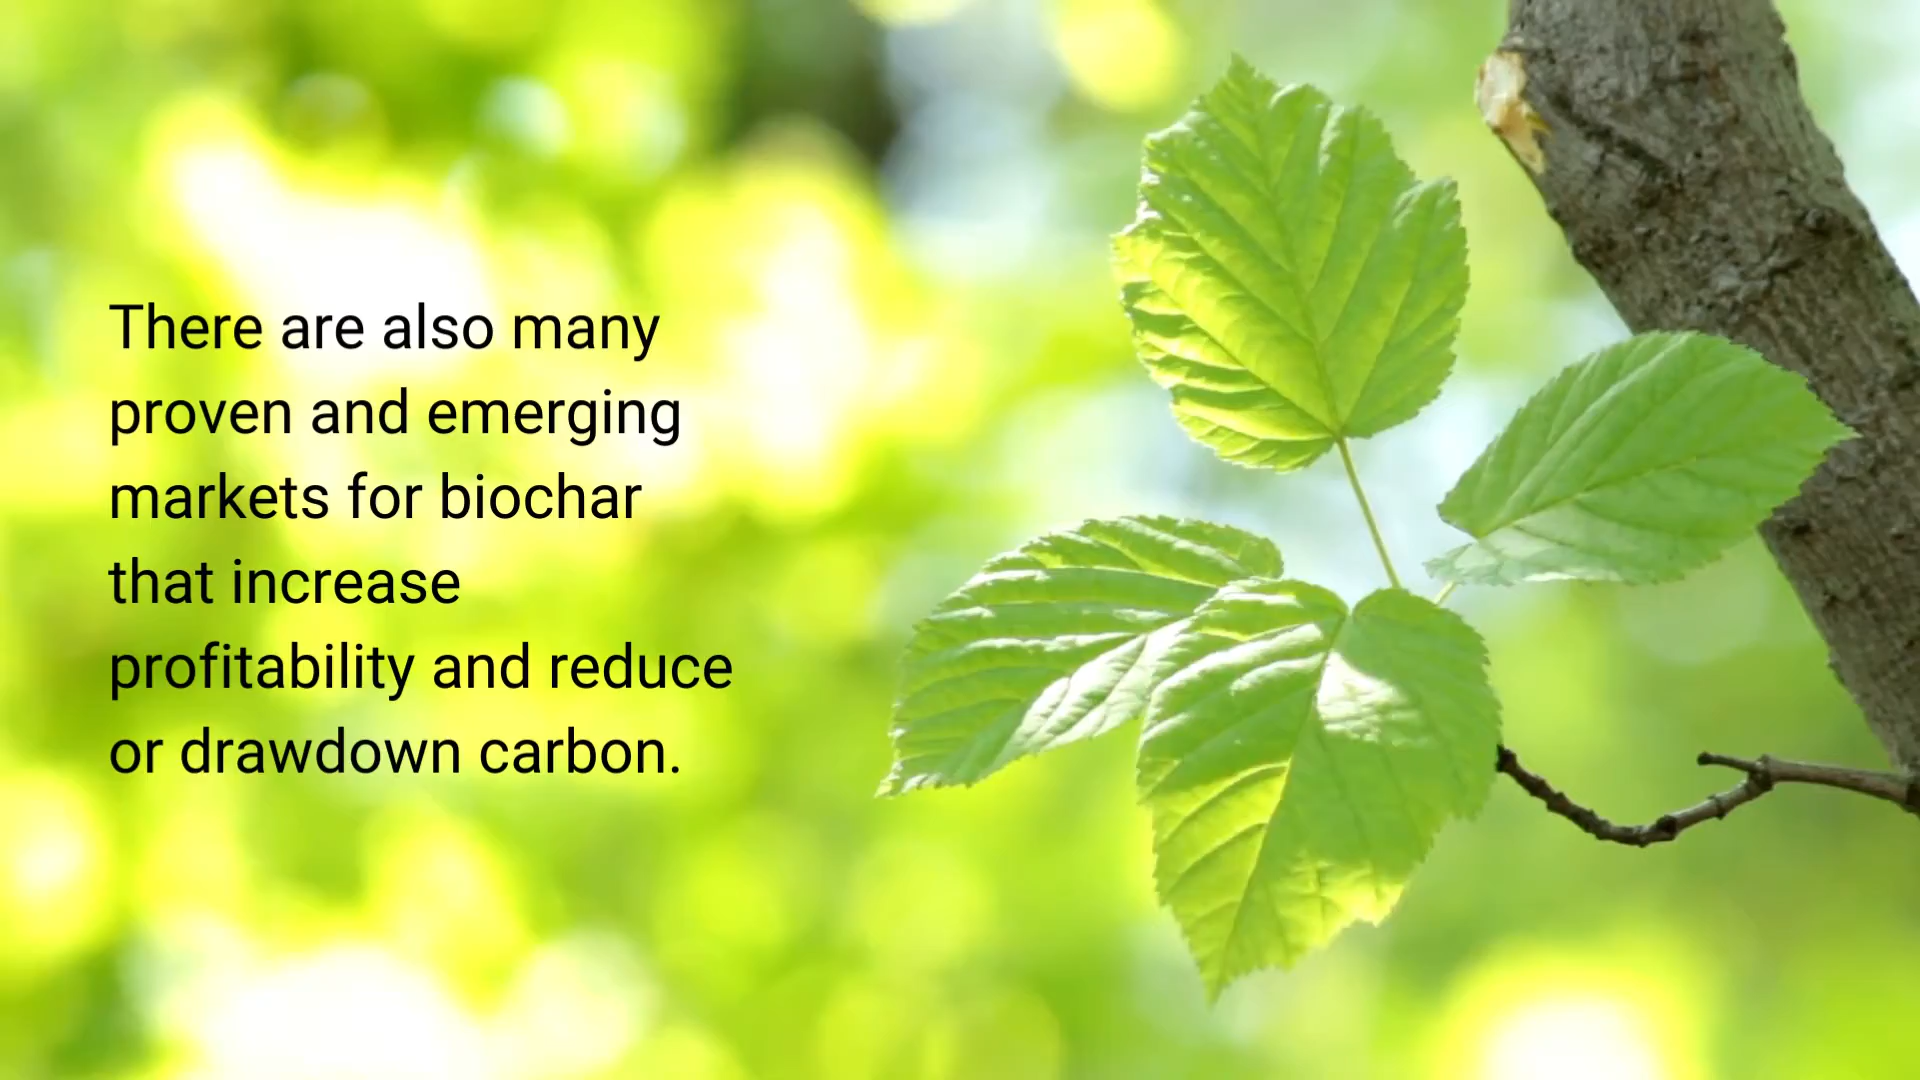 There are also many
proven and emerging
markets for biochar
that increase
profitability and reduce
or drawdown carbon.